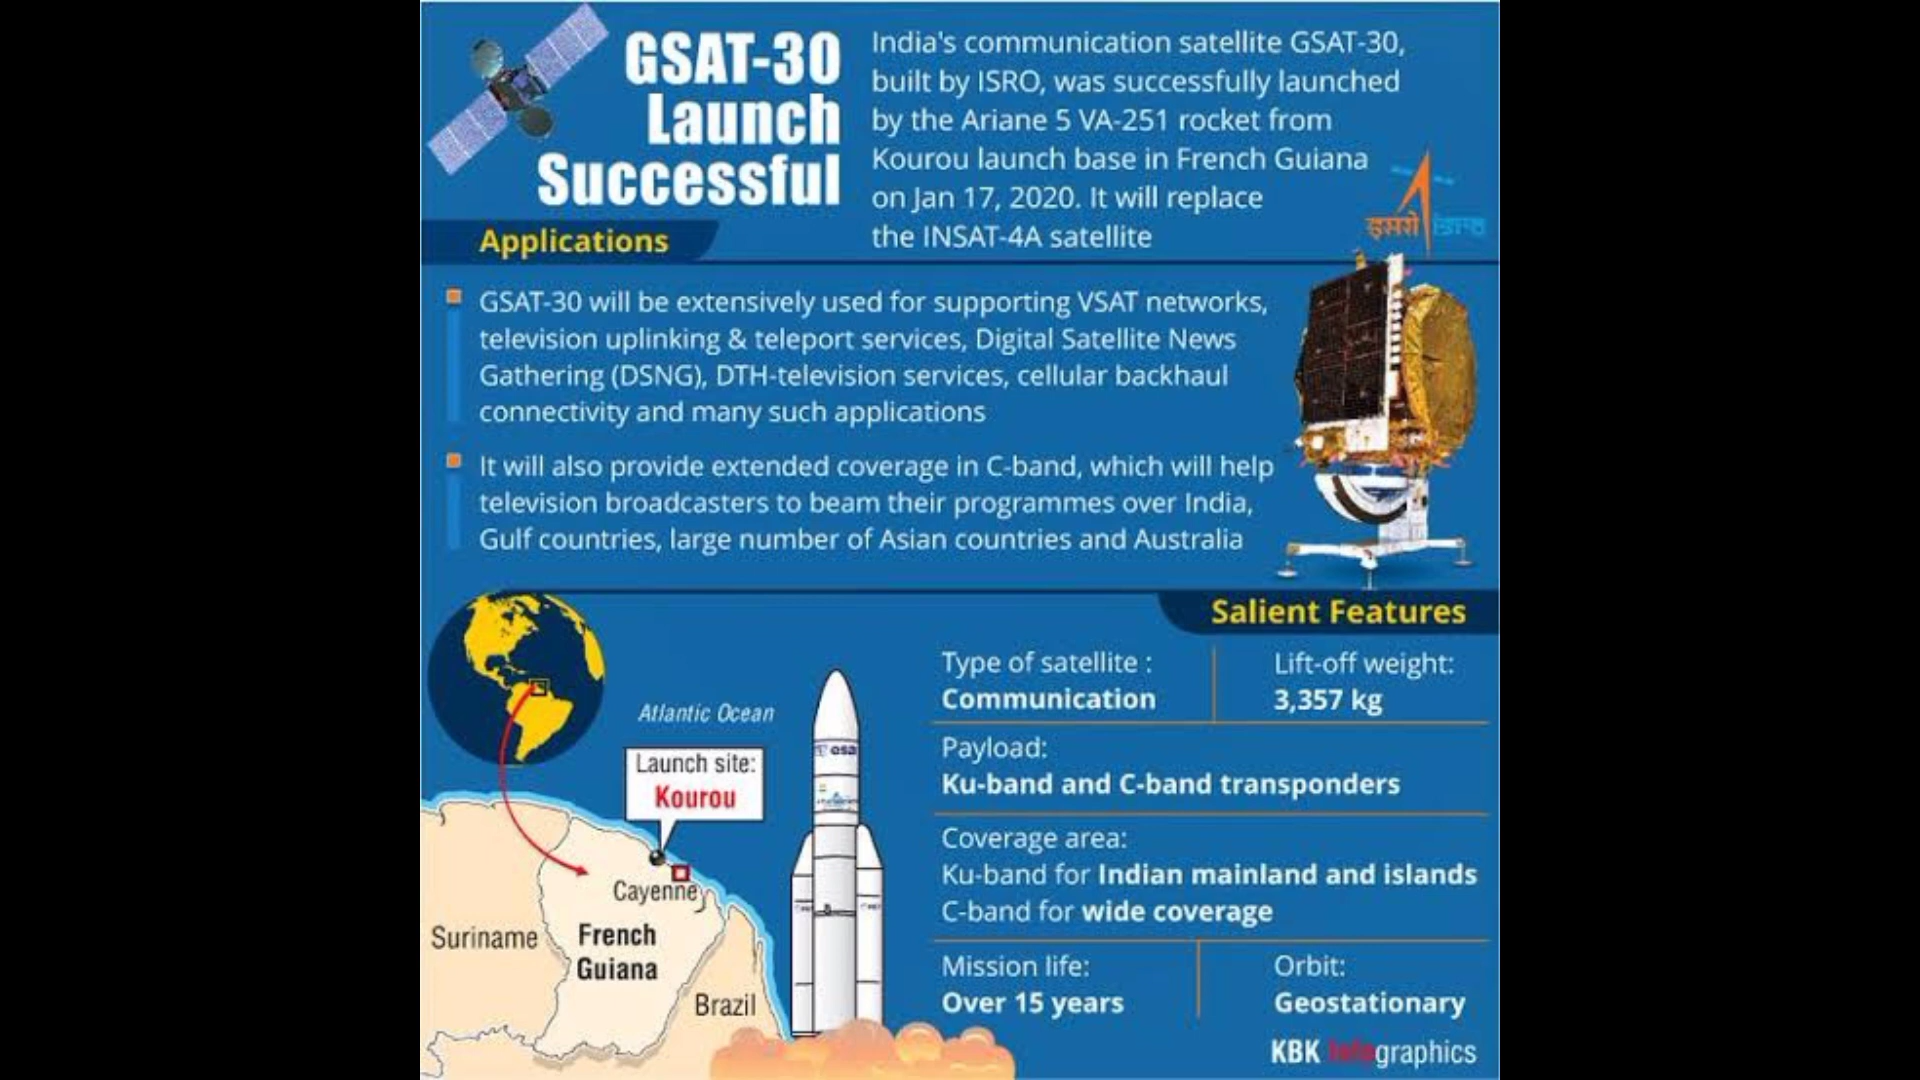 GSAT-30
Launch
Successful
India's communication satellite GSAT-30,
built by ISRO, was successfully launched
by the Ariane 5 VA-251 rocket from
Kourou launch base in French Guiana
on Jan 17, 2020. It will replace
the INSAT-4A satellite
इसरो isro
Applications
GSAT-30 will be extensively used for supporting VSAT networks,
television uplinking & teleport services, Digital Satellite News
Gathering (DSNG), DTH-television services, cellular backhaul
connectivity and many such applications
It will also provide extended coverage in C-band, which will help
television broadcasters to beam their programmes over India,
Gulf countries, large number of Asian countries and Australia
Salient Features
Type of satellite :
Communication
Lift-off weight:
3,357 kg
Payload:
Ku-band and C-band transponders
Coverage area:
Ku-band for Indian mainland and islands
C-band for wide coverage
Mission life:
Over 15 years
Orbit:
Geostationary
Atlantic Ocean
Launch site:
Kourou
Cayenne
Suriname
French
Guiana
Brazil
esa
KBK Infographics